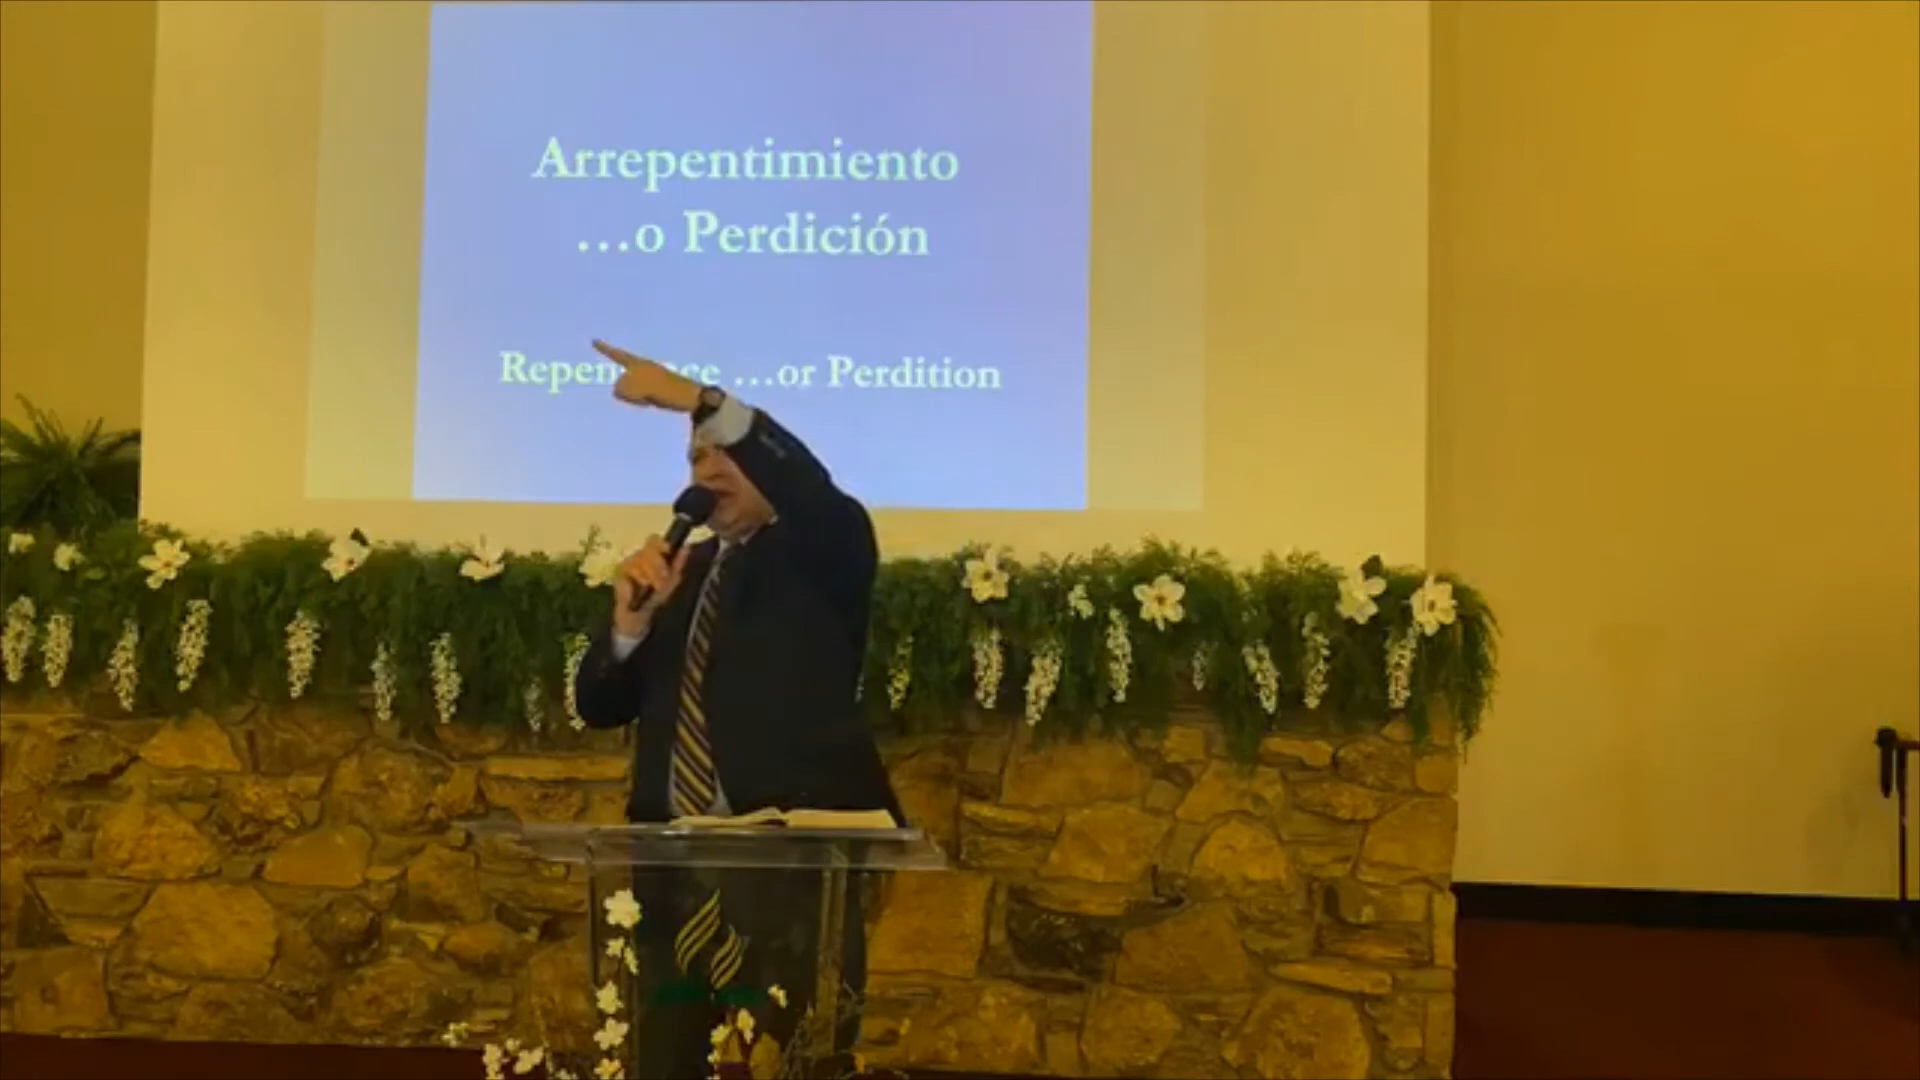 Arrepentimiento
...o Perdición
...or Perdition